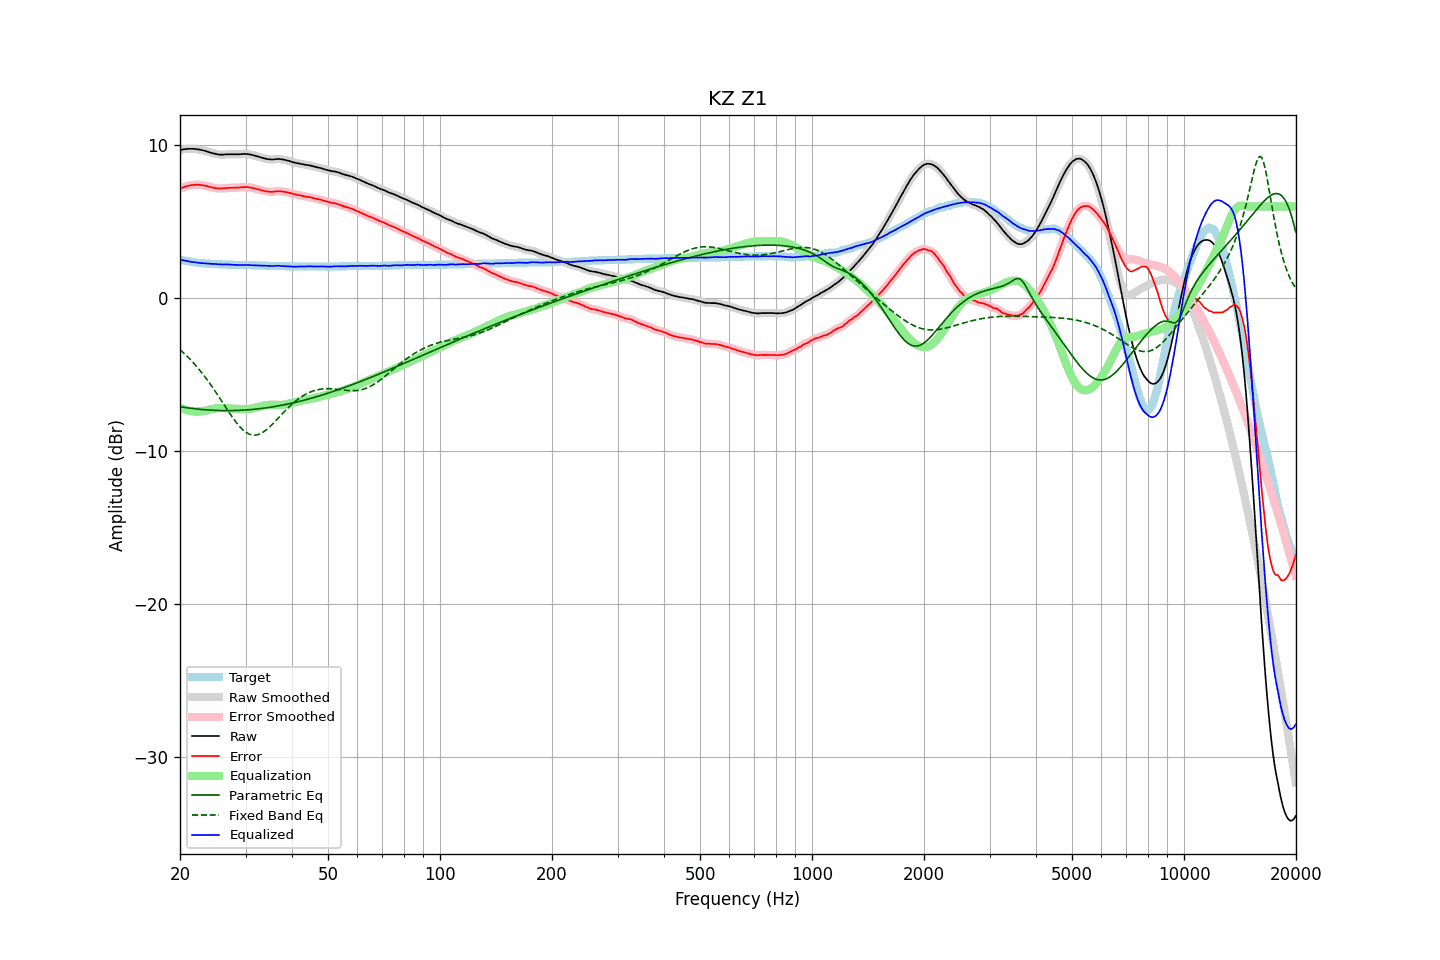 KZ Z1
10
0
−10
−20
−30
Amplitude (dBr)
Target
Raw Smoothed
Error Smoothed
Raw
Error
Equalization
Parametric Eq
Fixed Band Eq
Equalized
20 50 100 200 500 1000 2000 5000 10000 20000
Frequency (Hz)